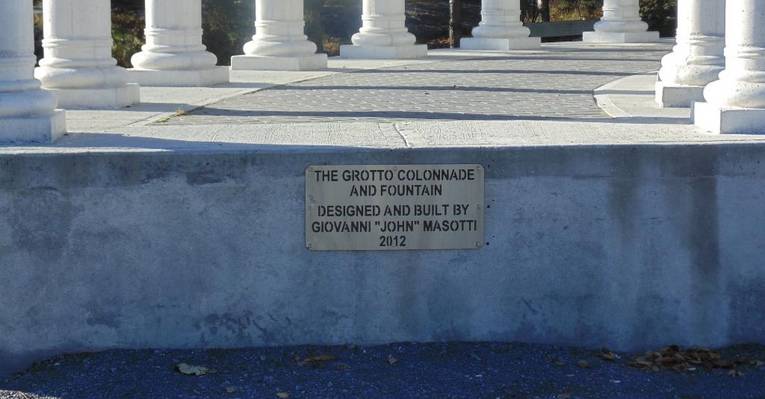 THE GROTTO COLONNADE
AND FOUNTAIN
DESIGNED AND BUILT BY
GIOVANNI "JOHN" MASOTTI
2012